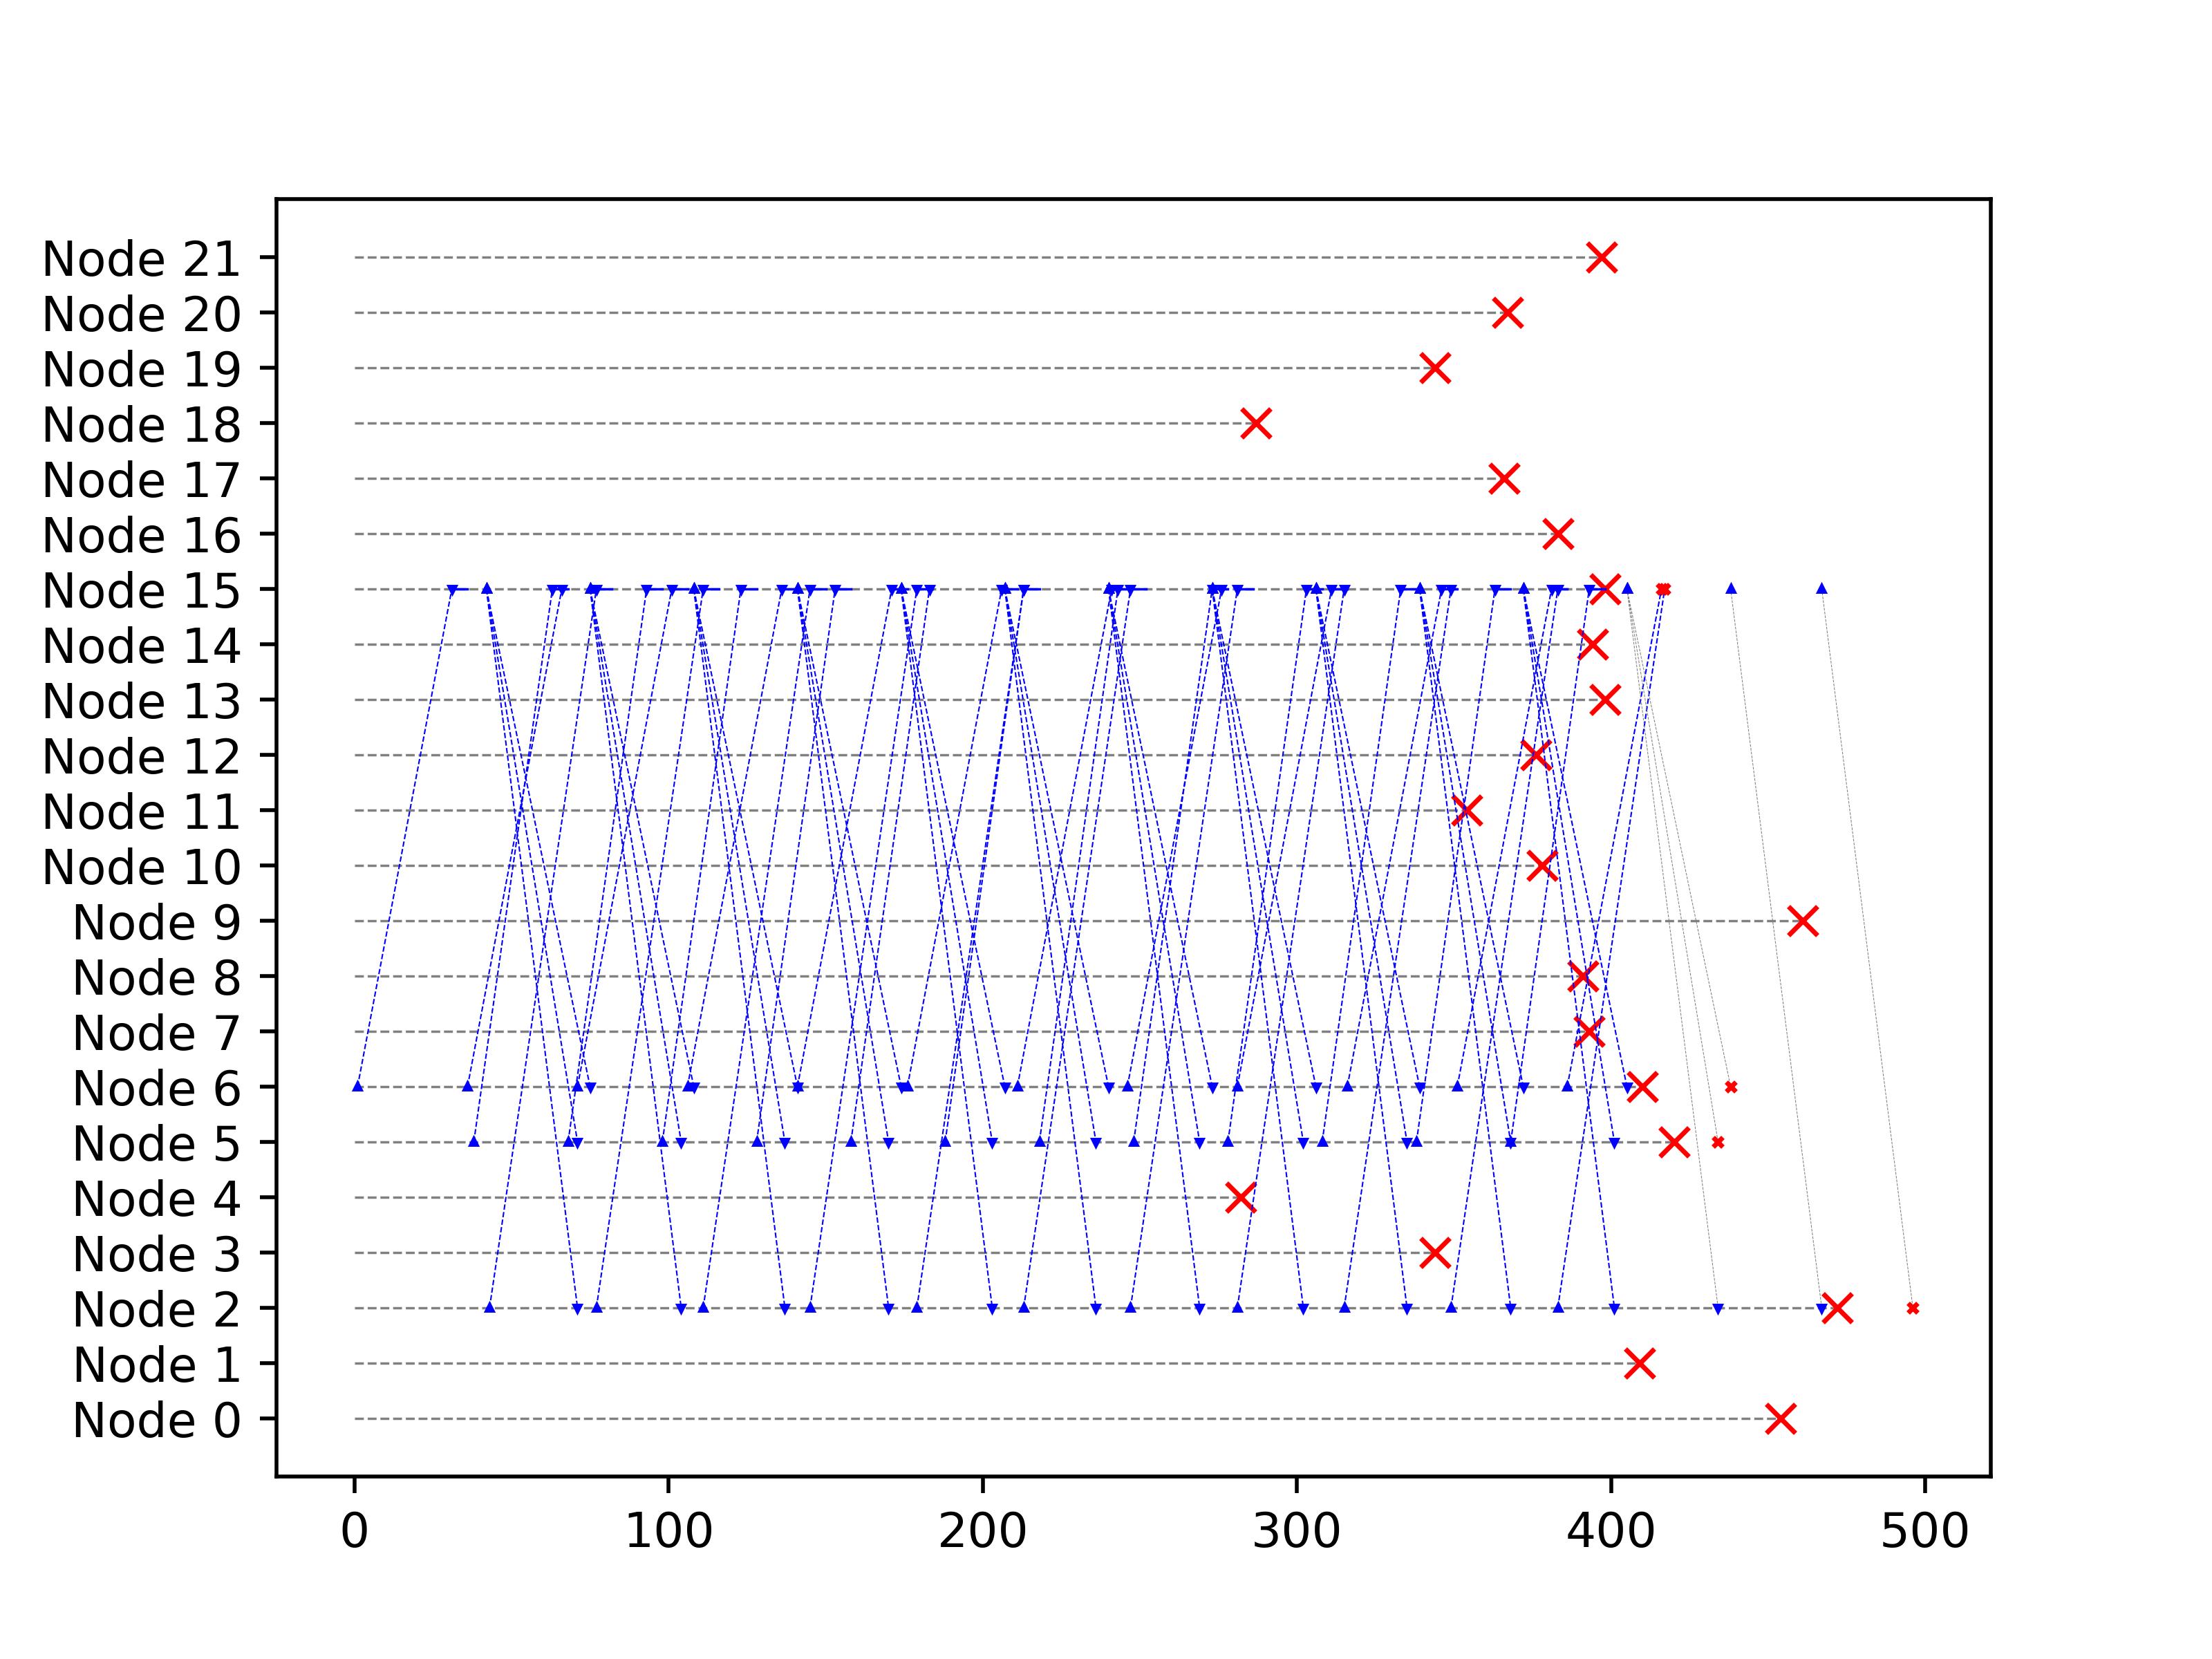 Node 21
Node 20
Node 19
Node 18
Node 17
Node 16
Node 15
Node 14
Node 13
Node 12
Node 11
Node 10
Node 9
Node 8
Node 7
Node 6
Node 5
Node 4
Node 3
Node 2
Node 1
Node 0
0 100 200 300 400 500